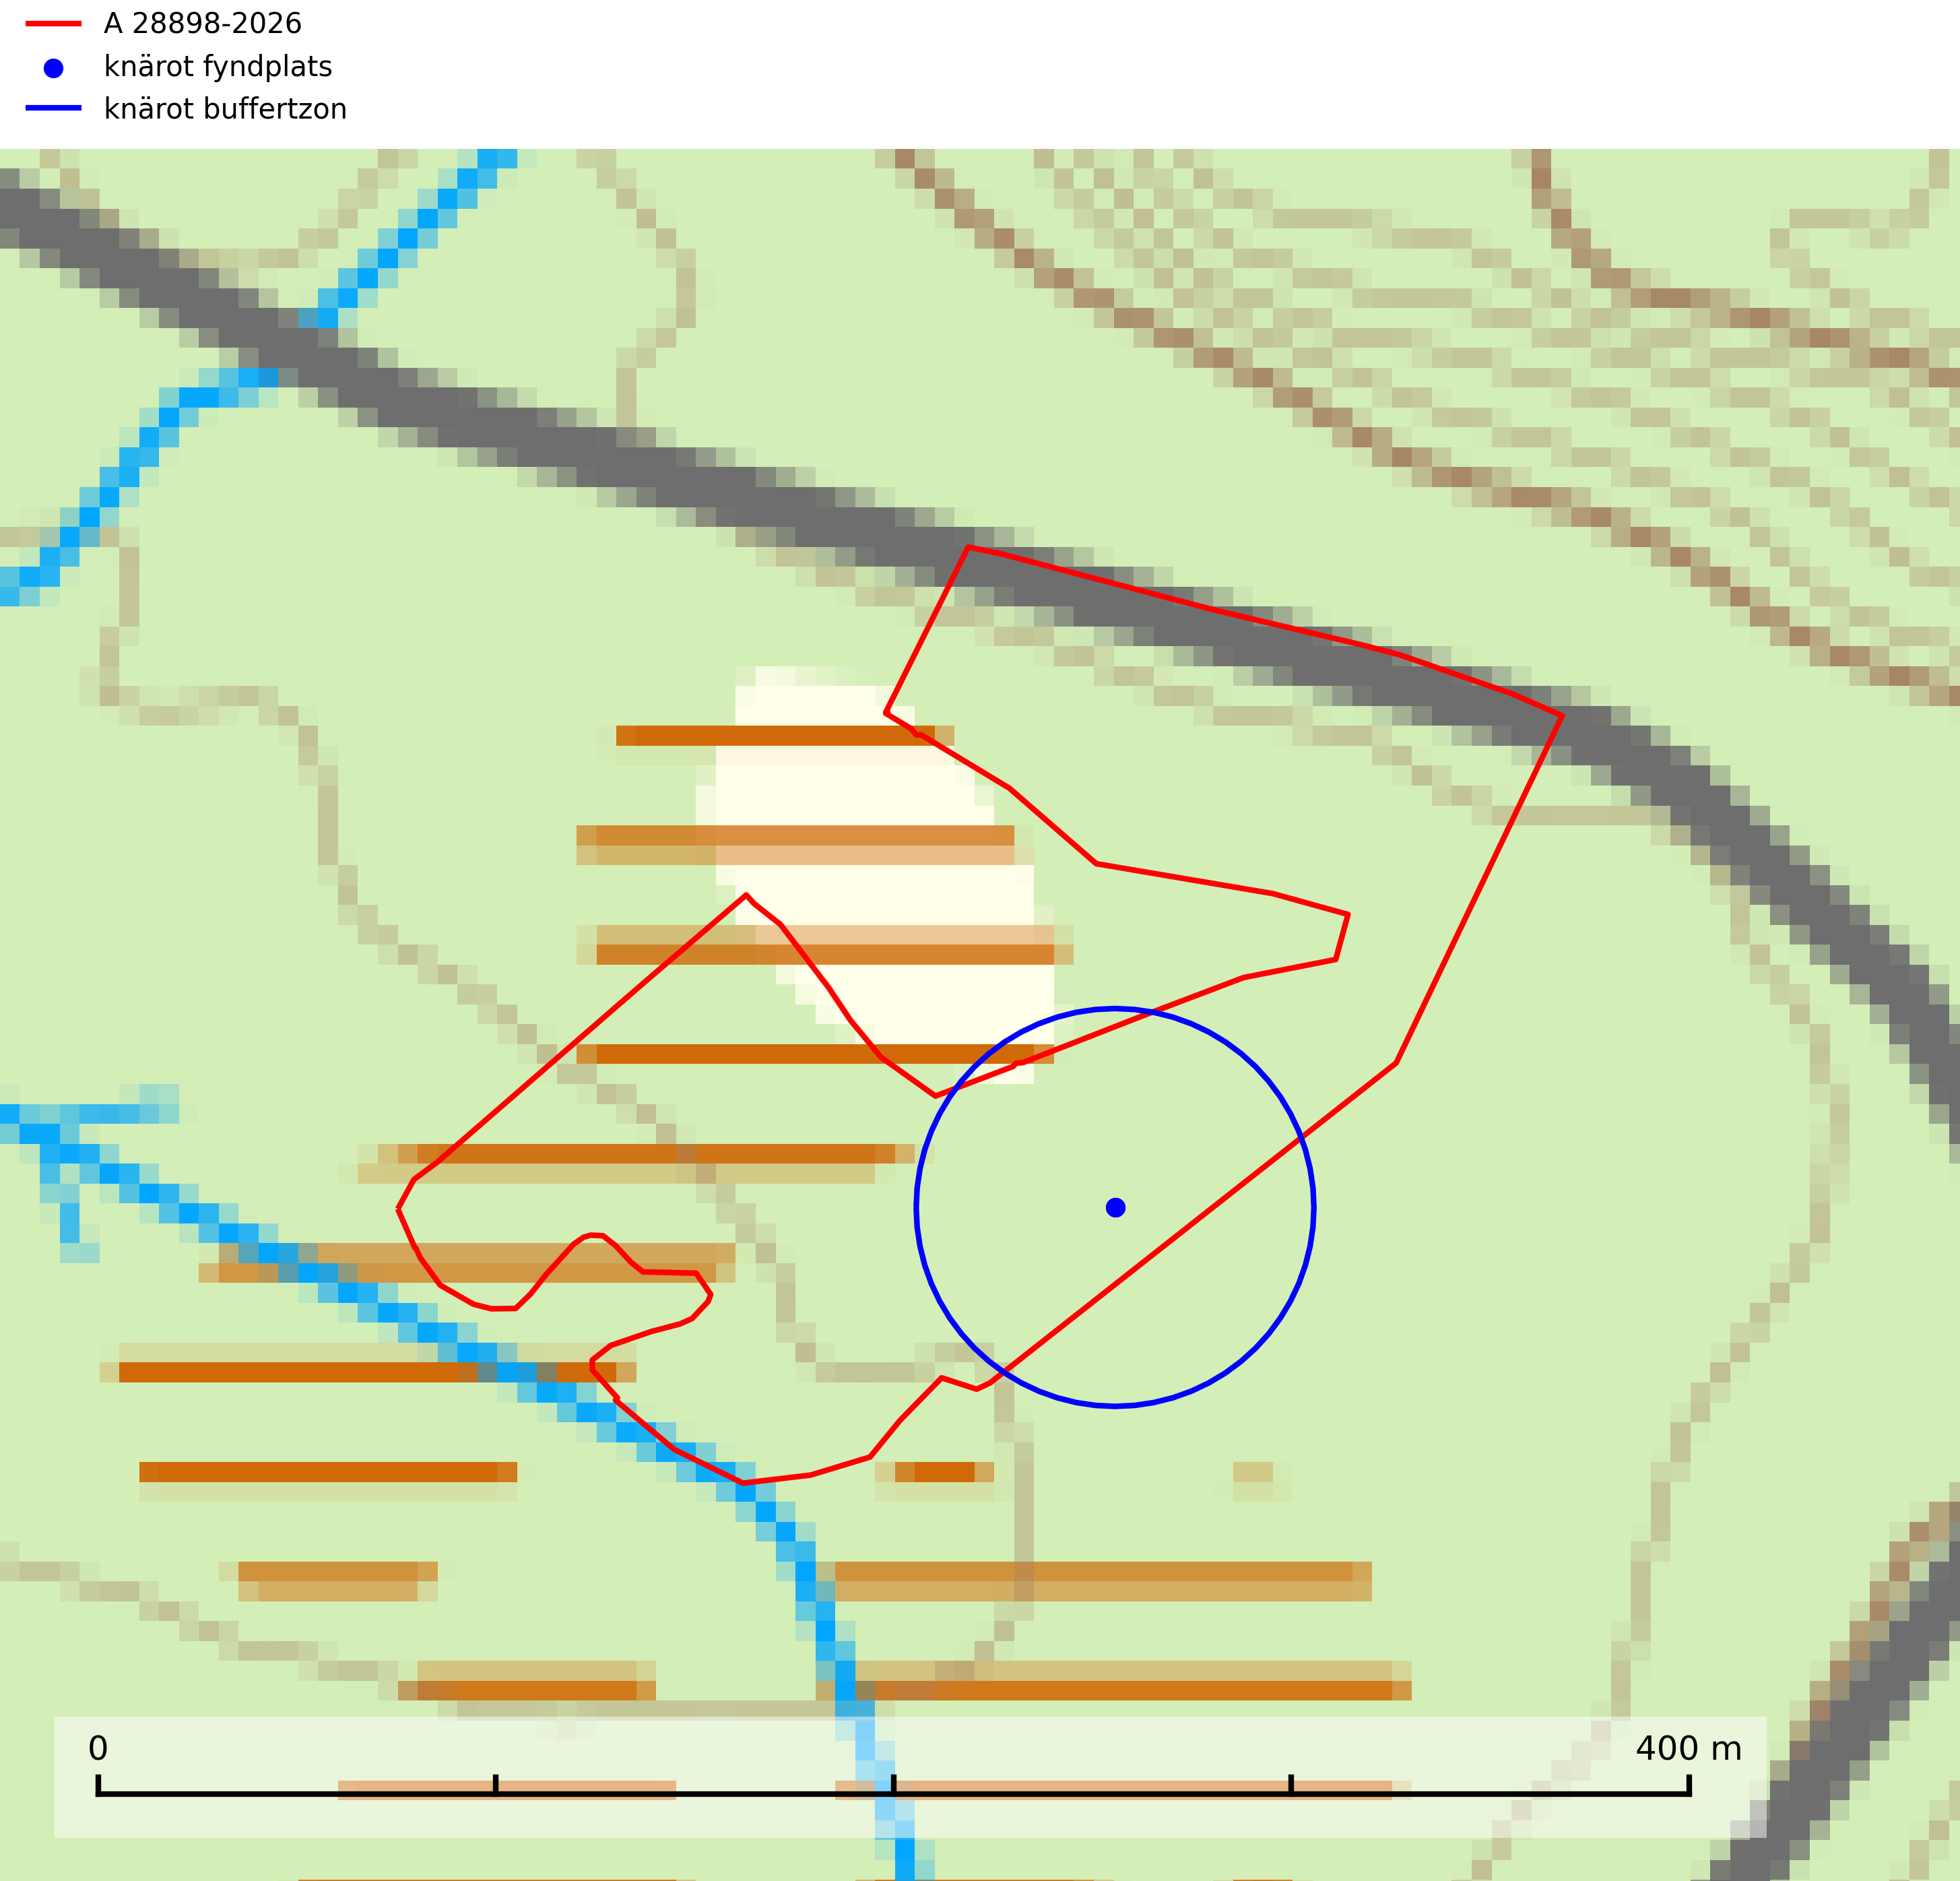 A 28898-2026
knärot fyndplats
knärot buffertzon
0
400 m